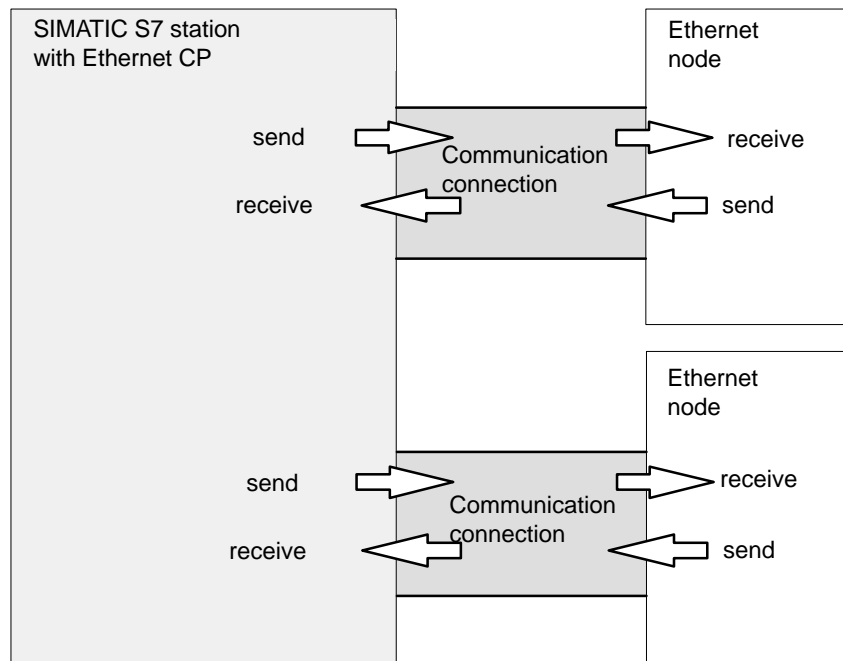 SIMATIC S7 station
with Ethernet CP
Ethernet
node
send
receive
Communication
connection
receive
send
Ethernet
node
send
receive
Communication
connection
receive
send